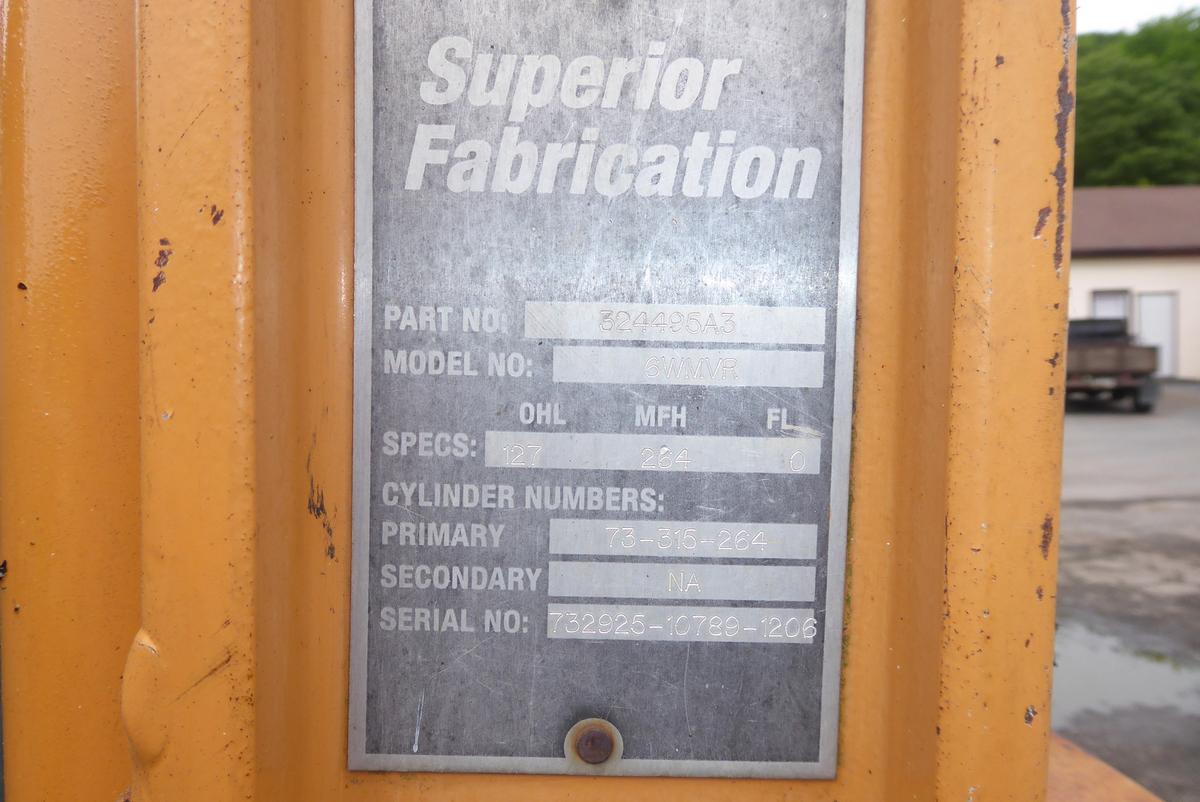 Superior
Fabrication
PART NO: 324495A3
MODEL NO: 6WMVR
OHL MFH FL
SPECS: 127 264 0
CYLINDER NUMBERS:
PRIMARY 73-315-264
SECONDARY NA
SERIAL NO: 732925-10789-1206